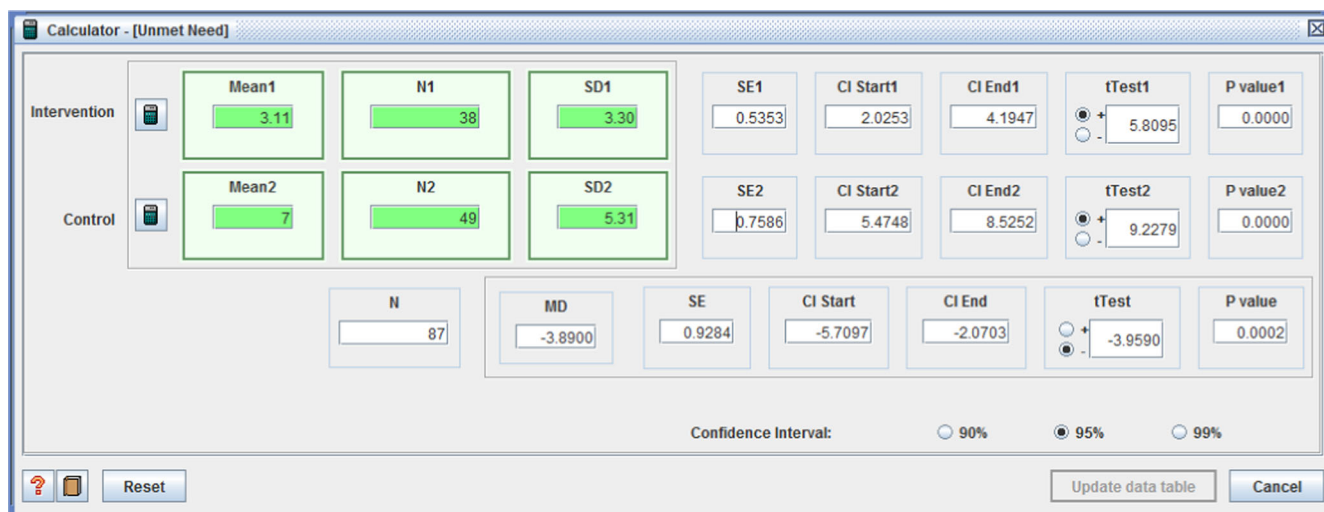 Calculator - [Unmet Need]
Mean1 N1 SD1 SE1 CI Start1 CI End1 tTest1 P value1
Intervention 3.11 38 3.30 0.5353 2.0253 4.1947 + - 5.8095 0.0000
Mean2 N2 SD2 SE2 CI Start2 CI End2 tTest2 P value2
Control 7 49 5.31 0.7586 5.4748 8.5252 + - 9.2279 0.0000
N MD SE CI Start CI End tTest P value
87 -3.8900 0.9284 -5.7097 -2.0703 + - -3.9590 0.0002
Confidence Interval: 90% 95% 99%
? Reset Update data table Cancel